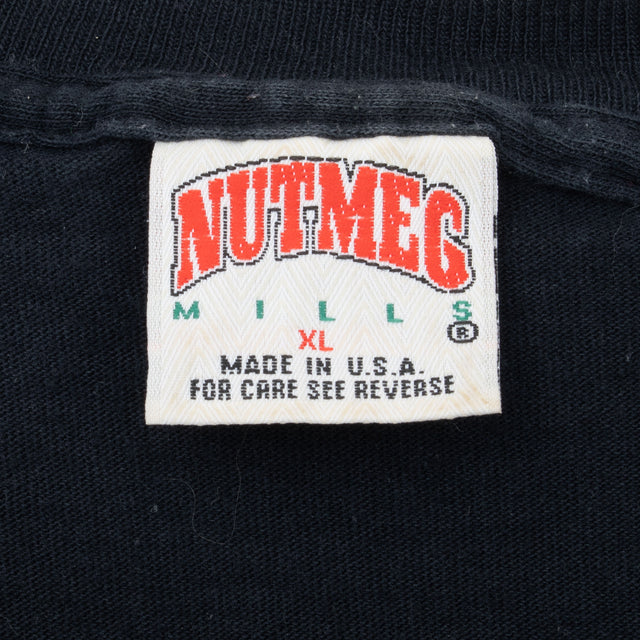 NUTMEG
MILLS
®
XL
MADE IN U.S.A.
FOR CARE SEE REVERSE